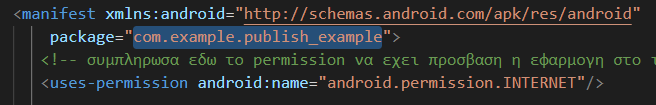 <manifest xmlns:android="http://schemas.android.com/apk/res/android"
package="com.example.publish_example">
<!-- συμπληρωσα εδω το permission να εχει προσβαση η εφαρμογη στο
<uses-permission android:name="android.permission.INTERNET"/>